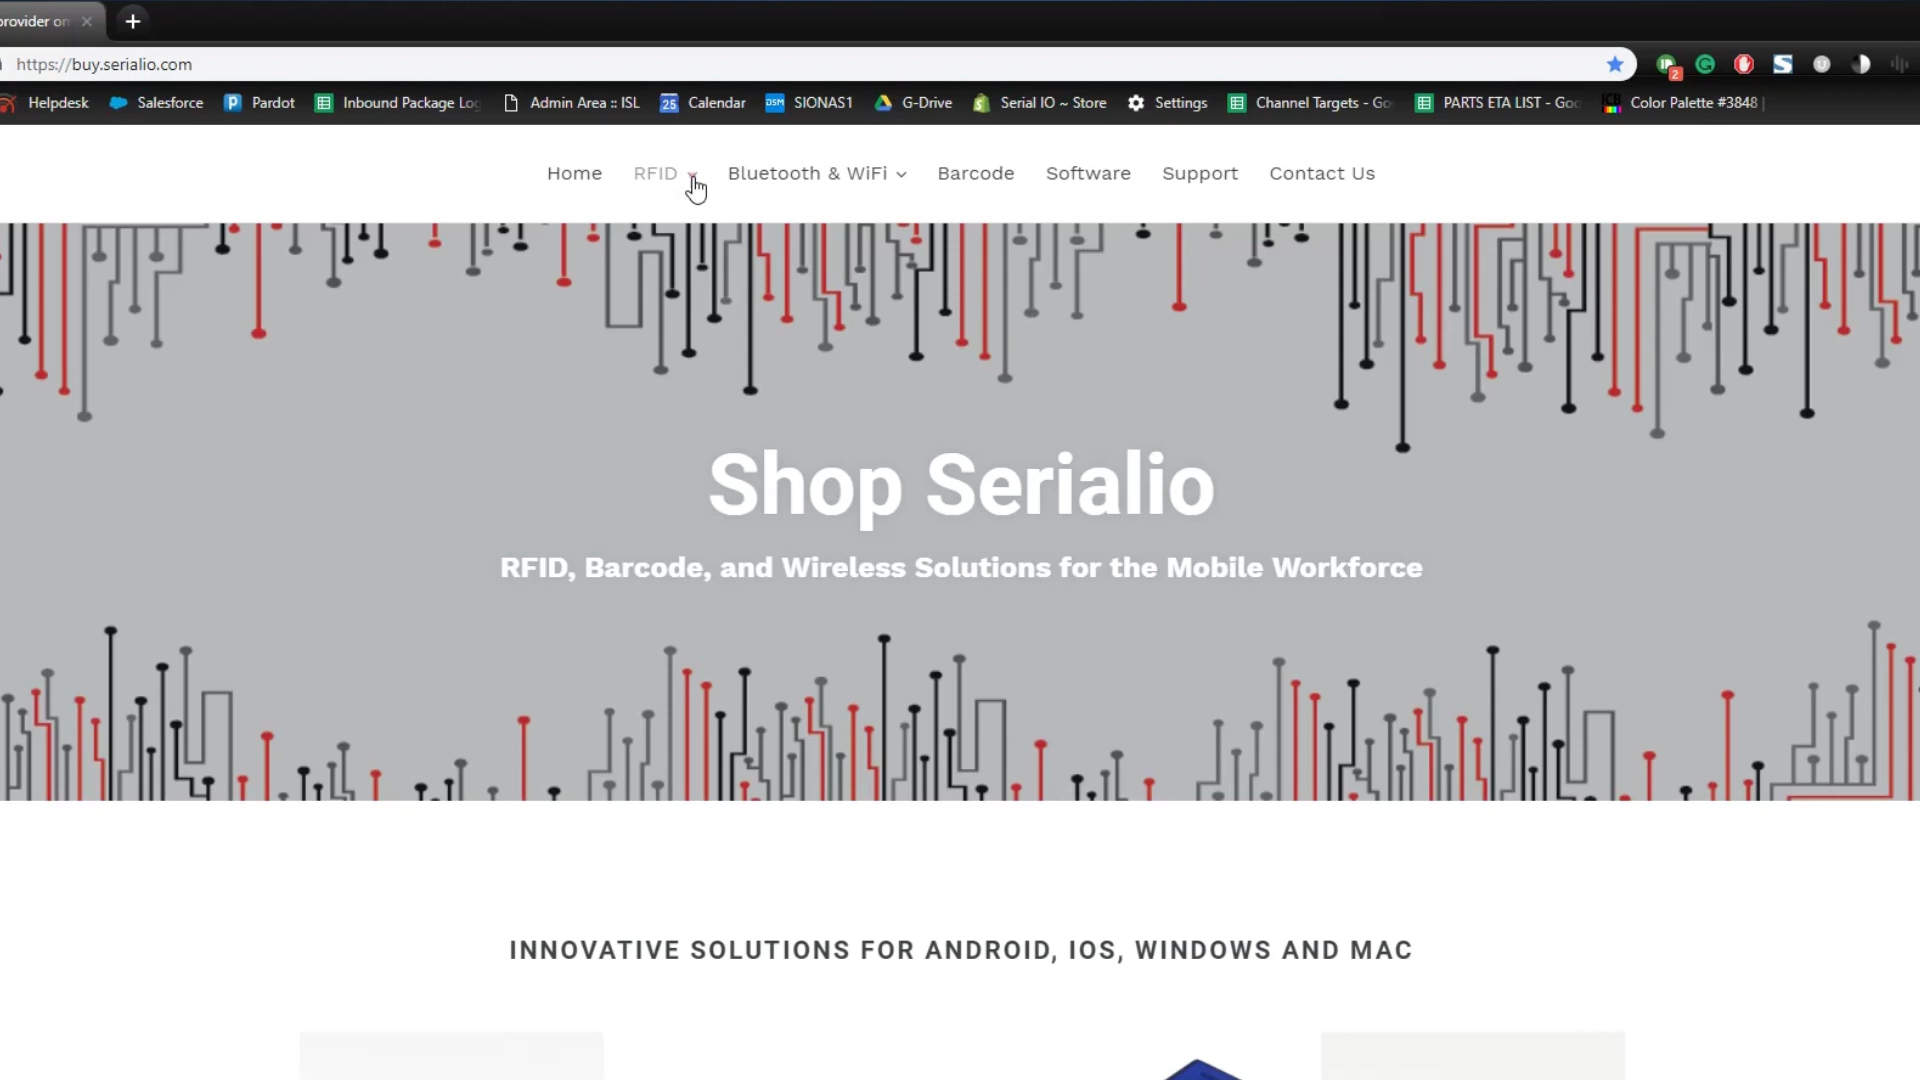 provider on
https://buy.serialio.com
2
Helpdesk Salesforce Pardot Inbound Package Log Admin Area :: ISL 25 Calendar DSM SIONAS1 G-Drive Serial IO ~ Store Settings Channel Targets - Go PARTS ETA LIST - Goo Color Palette #3848 |
Home RFID Bluetooth & WiFi Barcode Software Support Contact Us
Shop Serialio
RFID, Barcode, and Wireless Solutions for the Mobile Workforce
INNOVATIVE SOLUTIONS FOR ANDROID, IOS, WINDOWS AND MAC